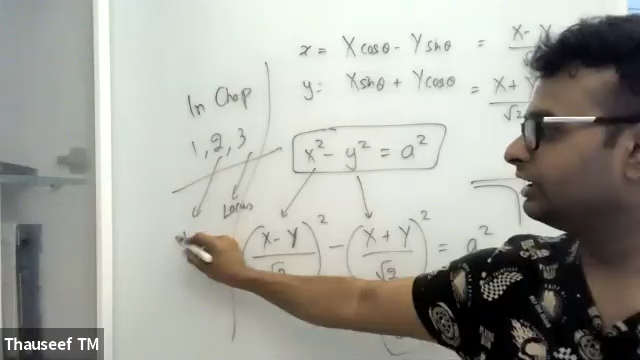 x = X cosθ - Y sinθ = X-Y
y: X sinθ + Y cosθ = X+Y / √2
In Chap
1, 2, 3
x² - y² = a²
Locus
(X-Y / √2)² - (X+Y / √2)² = a²
Thauseef TM